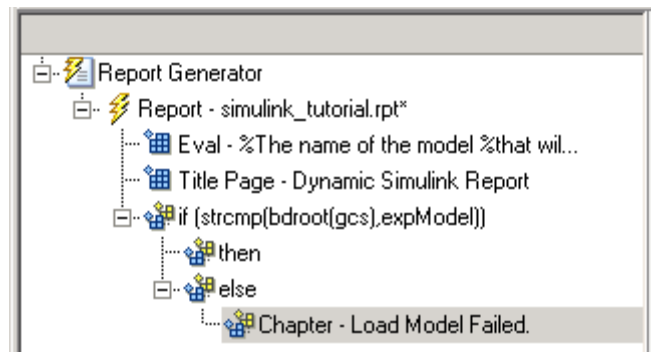 Report Generator
Report - simulink_tutorial.rpt*
Eval - %The name of the model %that wil...
Title Page - Dynamic Simulink Report
if (strcmp(bdroot(gcs),expModel))
then
else
Chapter - Load Model Failed.